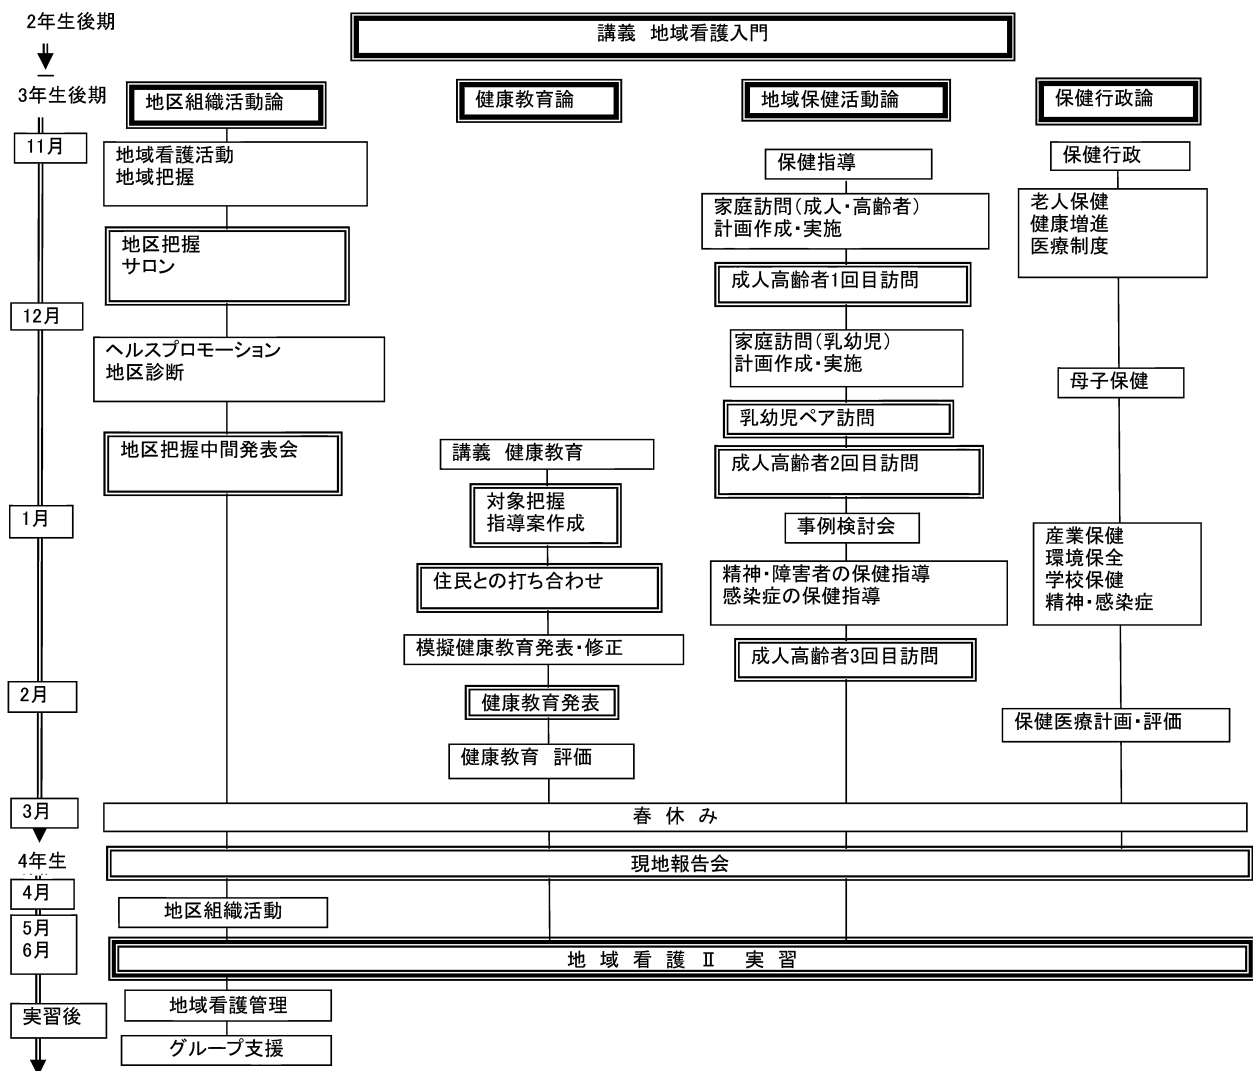 2年生後期
講義 地域看護入門
3年生後期
地区組織活動論
健康教育論
地域保健活動論
保健行政論
11月
地域看護活動
地域把握
保健指導
保健行政
家庭訪問(成人・高齢者)
計画作成・実施
老人保健
健康増進
医療制度
地区把握
サロン
成人高齢者1回目訪問
12月
ヘルスプロモーション
地区診断
家庭訪問(乳幼児)
計画作成・実施
母子保健
乳幼児ペア訪問
地区把握中間発表会
講義 健康教育
成人高齢者2回目訪問
1月
対象把握
指導案作成
事例検討会
産業保健
環境保全
学校保健
精神・感染症
住民との打ち合わせ
精神・障害者の保健指導
感染症の保健指導
模擬健康教育発表・修正
成人高齢者3回目訪問
2月
健康教育発表
保健医療計画・評価
健康教育 評価
3月
春 休 み
4年生
現地報告会
4月
地区組織活動
5月
6月
地 域 看 護 Ⅱ 実 習
実習後
地域看護管理
グループ支援